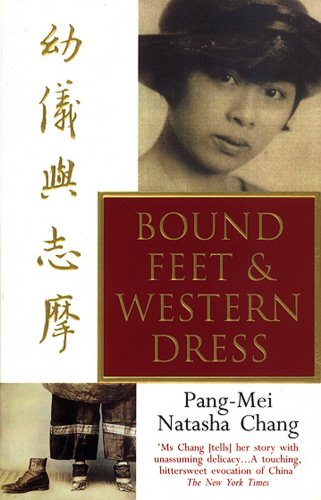 幼儀與志摩
BOUND
FEET &
WESTERN
DRESS
Pang-Mei
Natasha Chang
'Ms Chang [tells] her story with
unassuming delicacy...A touching,
bittersweet evocation of China'
The New York Times